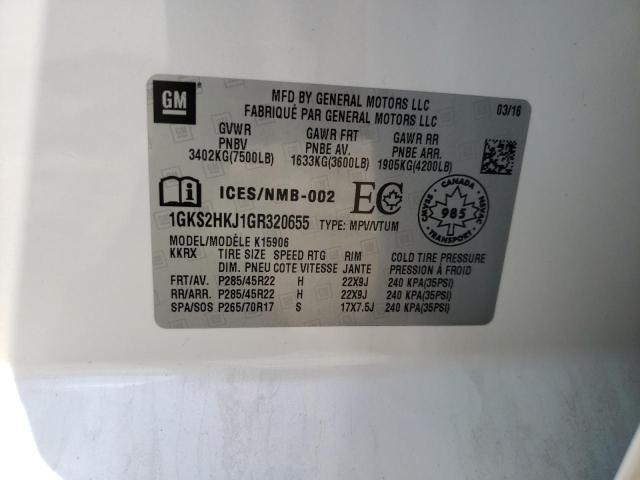 GM
MFD BY GENERAL MOTORS LLC
FABRIQUÉ PAR GENERAL MOTORS LLC
03/16
GVWR GAWR FRT GAWR RR
PNBV PNBE AV. PNBE ARR.
3402KG(7500LB) 1633KG(3600LB) 1905KG(4200LB)
ICES/NMB-002 EC
CANADA
CMVSS 985 NSVAC
TRANSPORT
1GKS2HKJ1GR320655 TYPE: MPV/VTUM
MODEL/MODÈLE K15906
KKRX TIRE SIZE SPEED RTG RIM COLD TIRE PRESSURE
DIM. PNEU COTE VITESSE JANTE PRESSION À FROID
FRT/AV. P285/45R22 H 22X9J 240 KPA(35PSI)
RR/ARR. P285/45R22 H 22X9J 240 KPA(35PSI)
SPA/SOS P265/70R17 S 17X7.5J 240 KPA(35PSI)